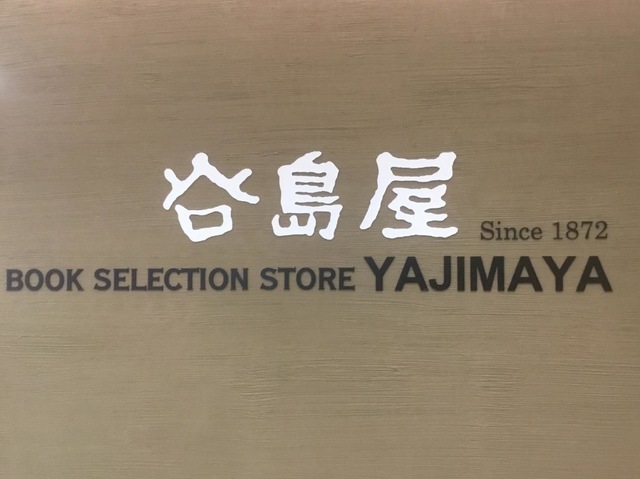 谷島屋 Since 1872
BOOK SELECTION STORE YAJIMAYA